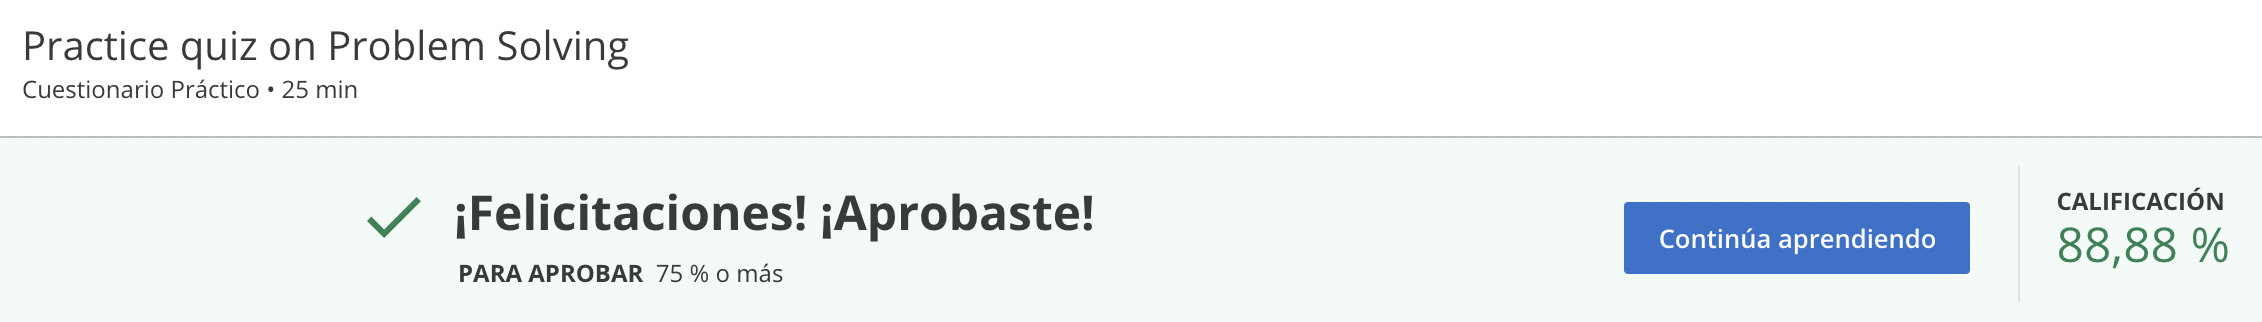 Practice quiz on Problem Solving
Cuestionario Práctico • 25 min
¡Felicitaciones! ¡Aprobaste!
PARA APROBAR 75 % o más
Continúa aprendiendo
CALIFICACIÓN
88,88 %